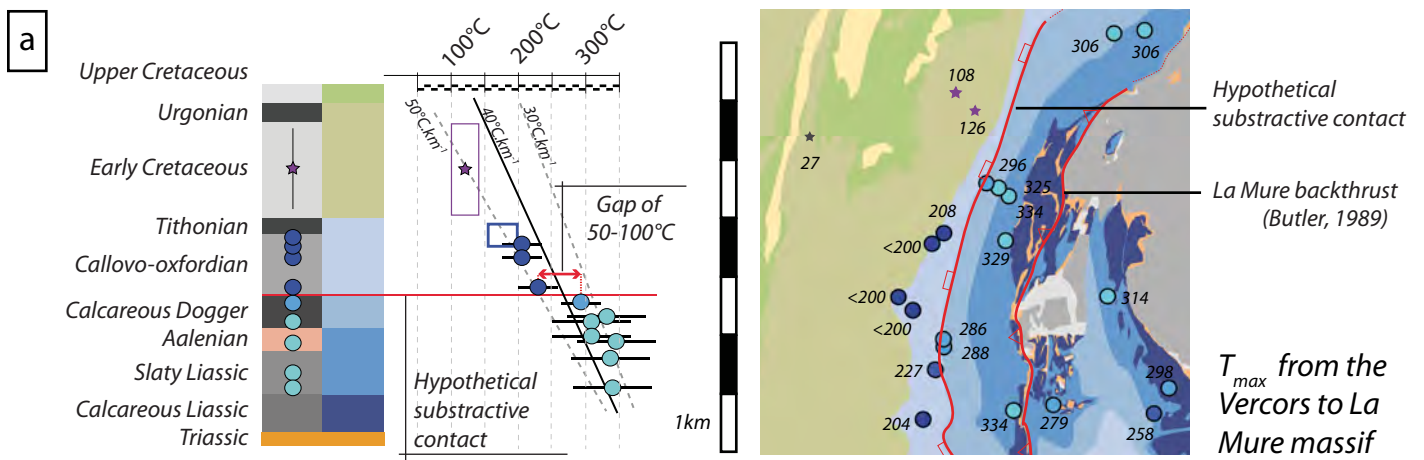 a
100°C
200°C
300°C
Upper Cretaceous
Urgonian
Early Cretaceous
Tithonian
Callovo-oxfordian
Calcareous Dogger
Aalenian
Slaty Liassic
Calcareous Liassic
Triassic
50°C.km-1
40°C.km-1
30°C.km-1
Gap of
50-100°C
Hypothetical
substractive
contact
1km
306
306
108
126
27
296
325
334
208
<200
329
<200
<200
314
286
288
227
298
204
334
279
258
Hypothetical
substractive contact
La Mure backthrust
(Butler, 1989)
Tmax from the
Vercors to La
Mure massif